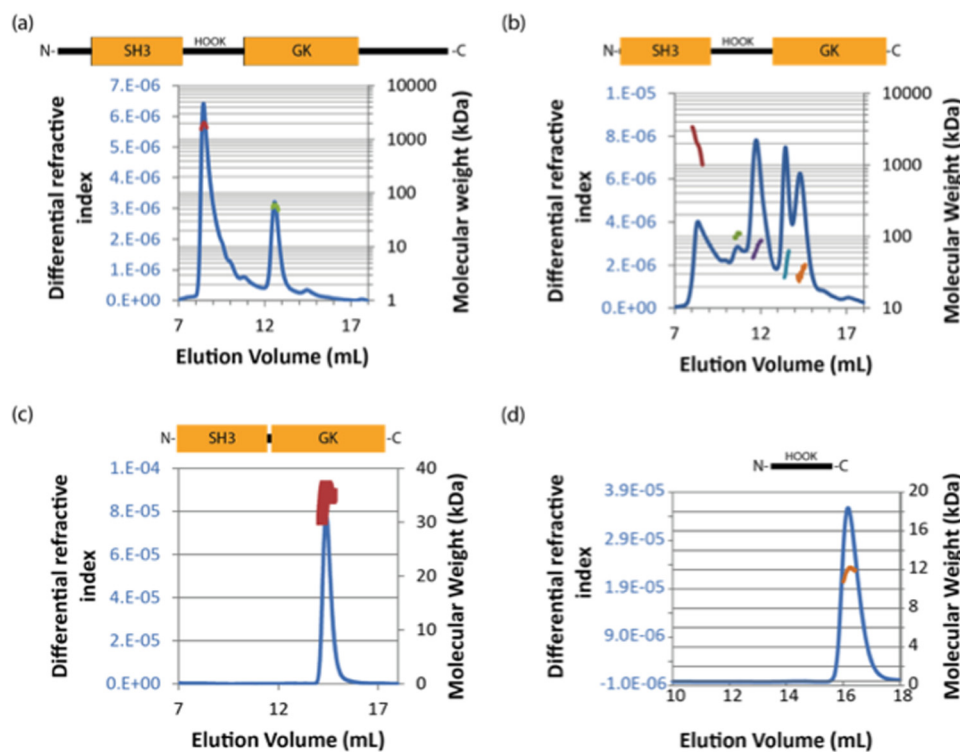 (a)
N- SH3 HOOK GK -C
7.E-06
6.E-06
5.E-06
4.E-06
3.E-06
2.E-06
1.E-06
0.E+00
Differential refractive
index
10000
1000
100
10
1
Molecular weight (kDa)
7 12 17
Elution Volume (mL)
(b)
N- SH3 HOOK GK -C
1.E-05
8.E-06
6.E-06
4.E-06
2.E-06
0.E+00
Differential refractive
index
10000
1000
100
10
Molecular weight (kDa)
7 12 17
Elution Volume (mL)
(c)
N- SH3 GK -C
1.E-04
8.E-05
6.E-05
4.E-05
2.E-05
0.E+00
Differential refractive
index
40
30
20
10
0
Molecular Weight (kDa)
7 12 17
Elution Volume (mL)
(d)
HOOK
N- -C
3.9E-05
2.9E-05
1.9E-05
9.0E-06
-1.0E-06
Differential refractive
index
20
18
16
14
12
10
8
6
4
2
0
Molecular Weight (kDa)
10 12 14 16 18
Elution Volume (mL)